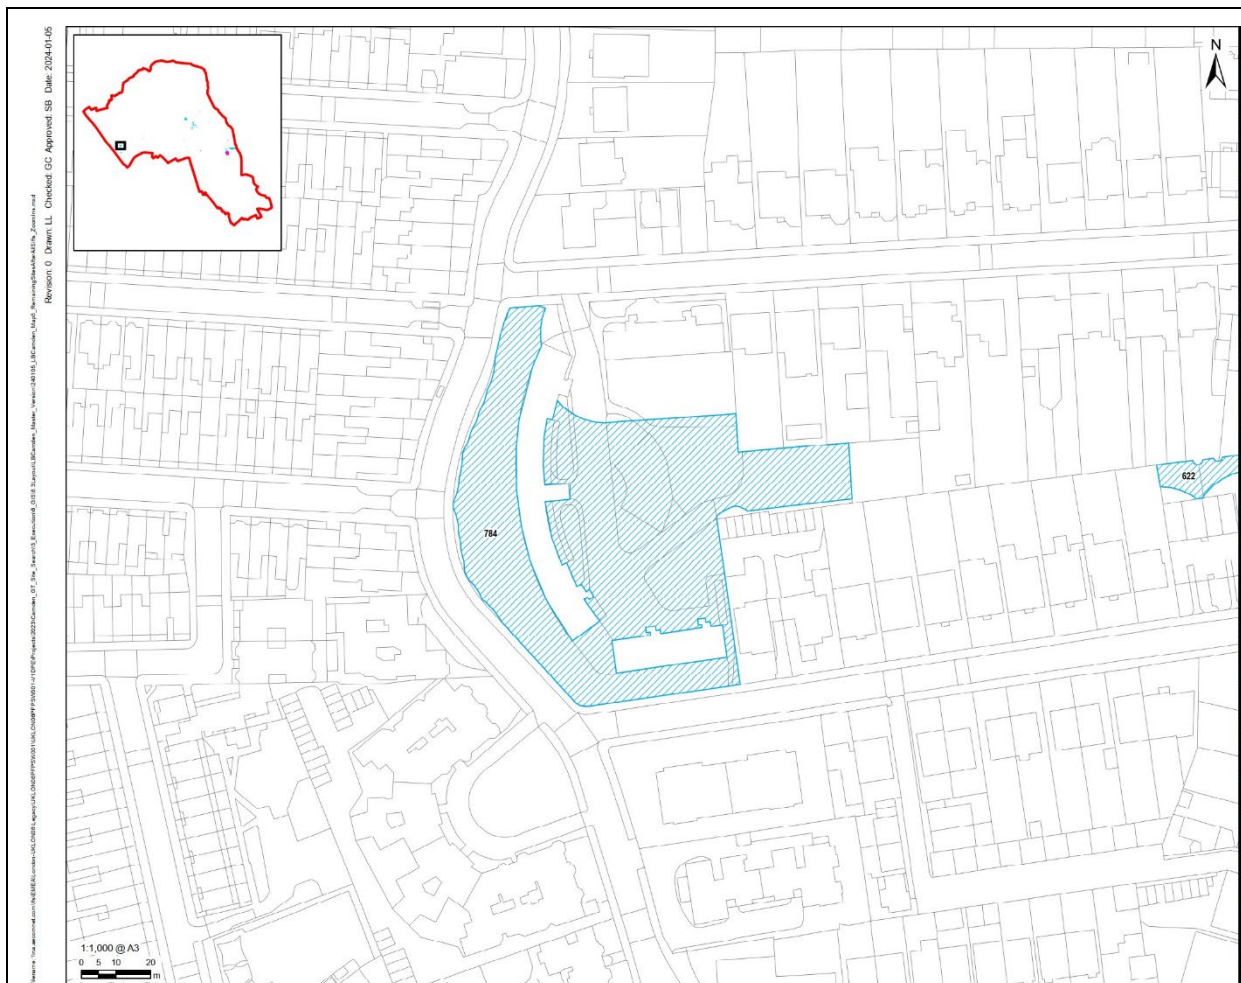 Revision: 0 Drawn: LL Checked: GC Approved: SB Date: 2024-01-05
N
622
784
1:1,000 @ A3
0 5 10 20
m